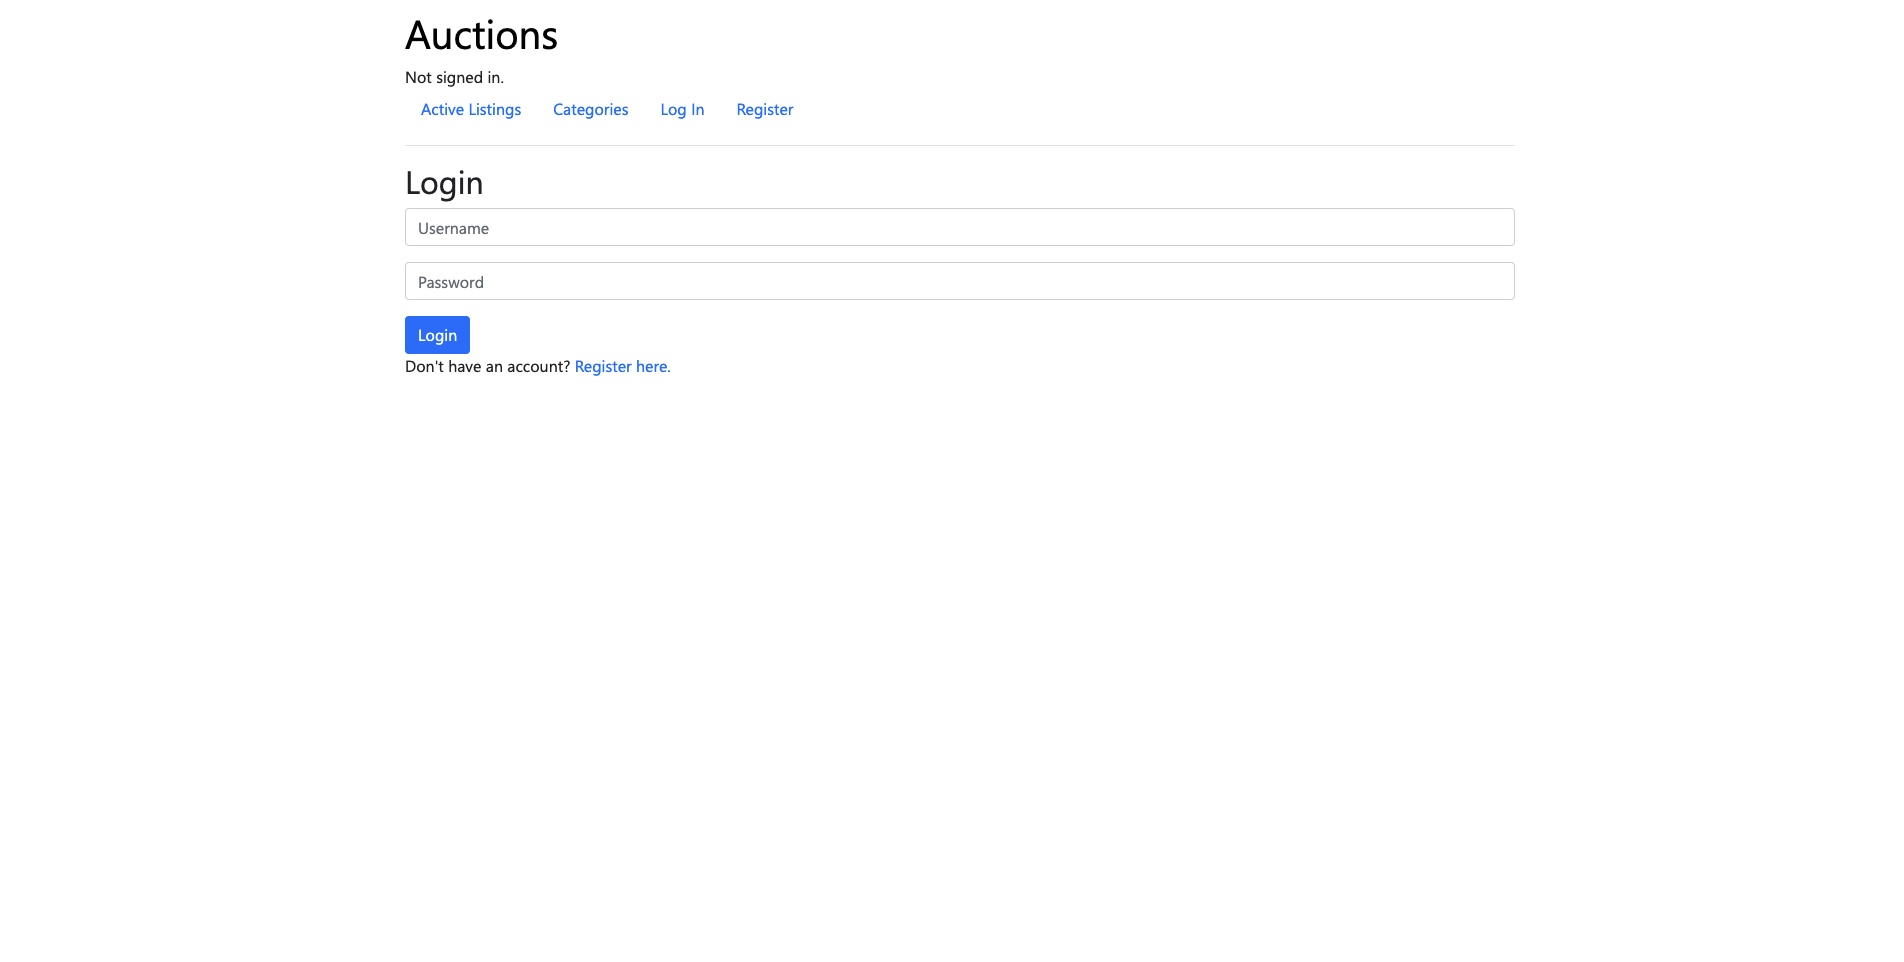 Auctions
Not signed in.
Active Listings Categories Log In Register
Login
Username
Password
Login
Don't have an account? Register here.